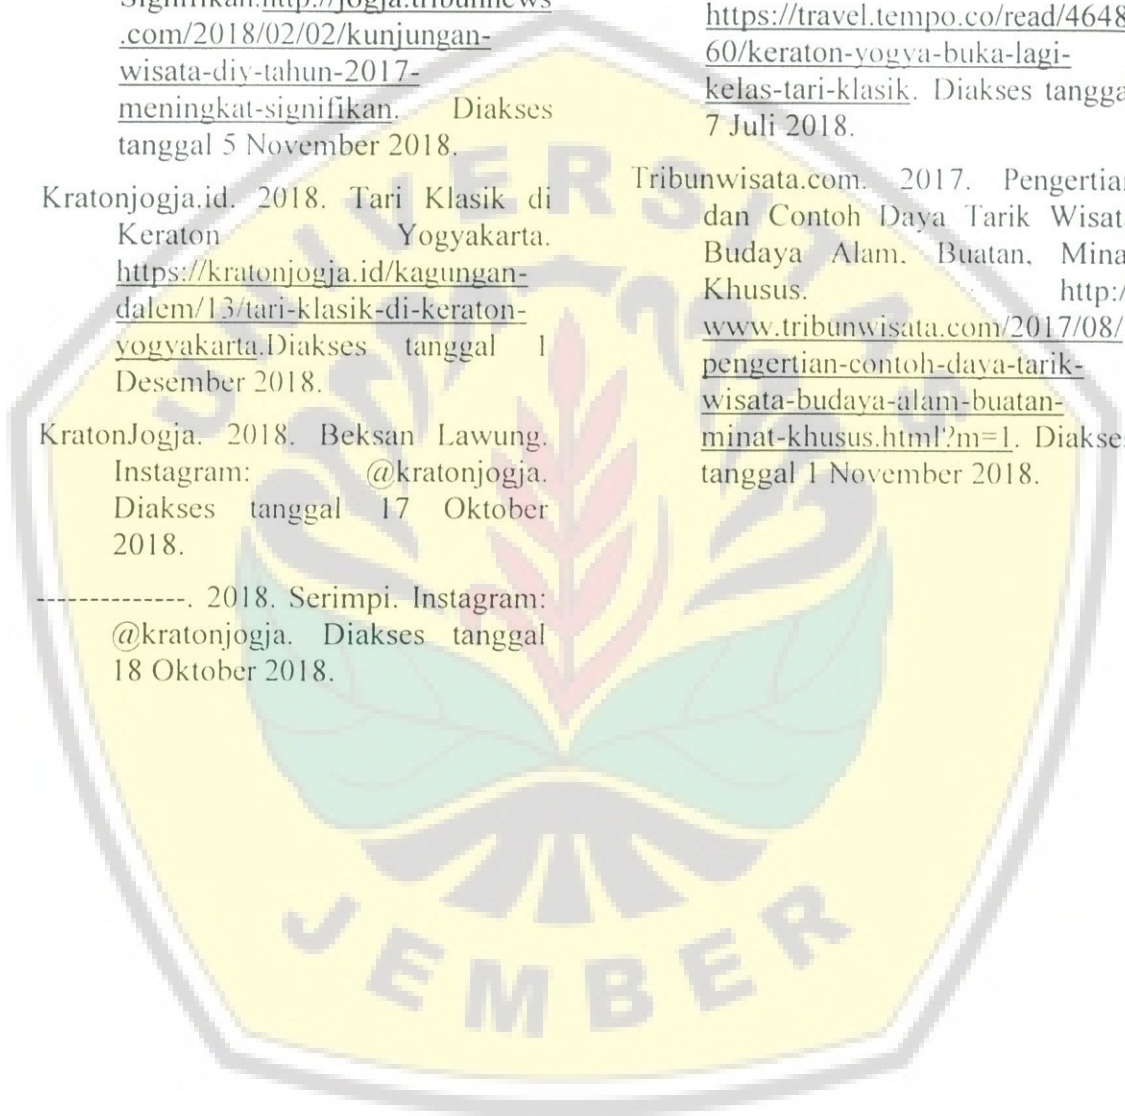 Signifikan.http://jogja.tribunnews
.com/2018/02/02/kunjungan-
wisata-diy-tahun-2017-
meningkat-signifikan. Diakses
tanggal 5 November 2018.
Kratonjogja.id. 2018. Tari Klasik di
Keraton Yogyakarta.
https://kratonjogja.id/kagungan-
dalem/13/tari-klasik-di-keraton-
yogyakarta.Diakses tanggal 1
Desember 2018.
KratonJogja. 2018. Beksan Lawung.
Instagram: @kratonjogja.
Diakses tanggal 17 Oktober
2018.
--------------. 2018. Serimpi. Instagram:
@kratonjogja. Diakses tanggal
18 Oktober 2018.
https://travel.tempo.co/read/4648
60/keraton-yogya-buka-lagi-
kelas-tari-klasik. Diakses tangga
7 Juli 2018.
Tribunwisata.com. 2017. Pengertian
dan Contoh Daya Tarik Wisata
Budaya Alam. Buatan. Mina
Khusus. http:/
www.tribunwisata.com/2017/08/
pengertian-contoh-daya-tarik-
wisata-budaya-alam-buatan-
minat-khusus.html?m=1. Diakses
tanggal 1 November 2018.
UNIVERSITAS
JEMBER